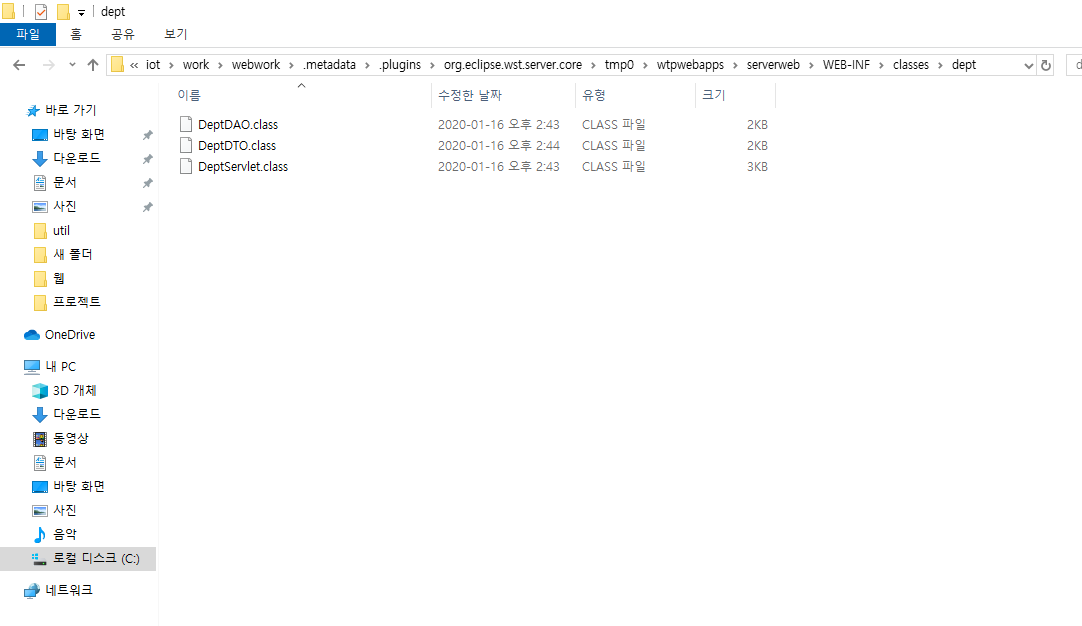 dept
파일 홈 공유 보기
« iot › work › webwork › .metadata › .plugins › org.eclipse.wst.server.core › tmp0 › wtpwebapps › serverweb › WEB-INF › classes › dept
이름 수정한 날짜 유형 크기
DeptDAO.class 2020-01-16 오후 2:43 CLASS 파일 2KB
DeptDTO.class 2020-01-16 오후 2:44 CLASS 파일 2KB
DeptServlet.class 2020-01-16 오후 2:43 CLASS 파일 3KB
바로 가기
바탕 화면
다운로드
문서
사진
util
새 폴더
웹
프로젝트
OneDrive
내 PC
3D 개체
다운로드
동영상
문서
바탕 화면
사진
음악
로컬 디스크 (C:)
네트워크